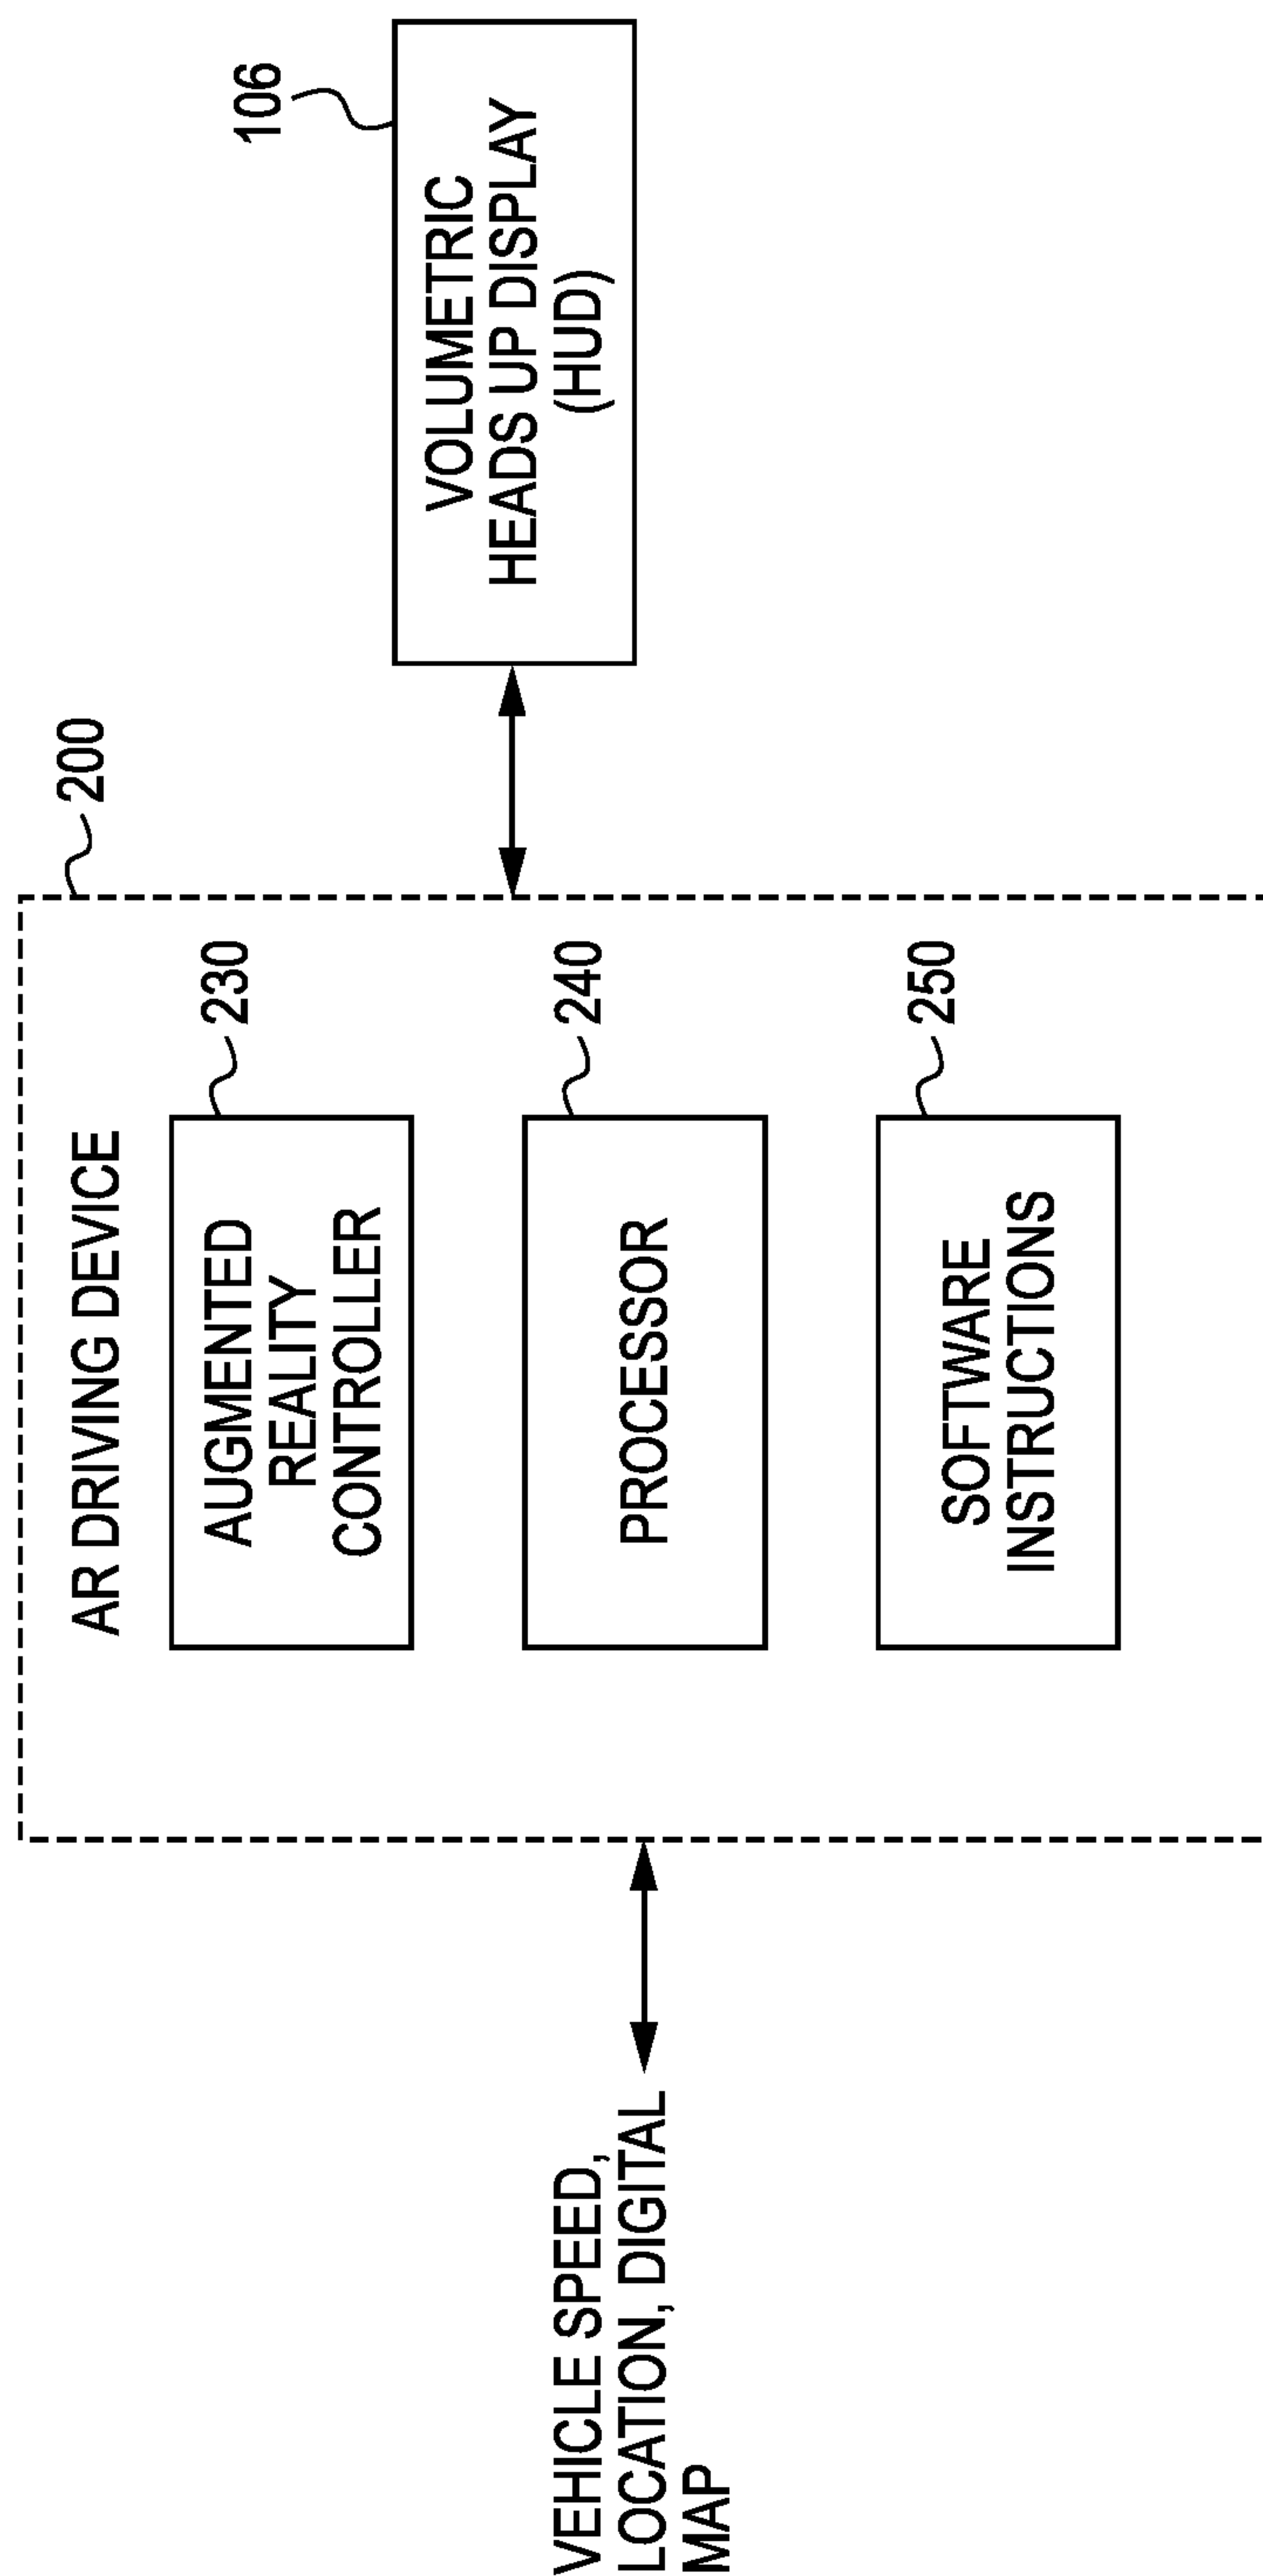 VEHICLE SPEED,
LOCATION, DIGITAL
MAP
200
AR DRIVING DEVICE
230
AUGMENTED
REALITY
CONTROLLER
240
PROCESSOR
250
SOFTWARE
INSTRUCTIONS
106
VOLUMETRIC
HEADS UP DISPLAY
(HUD)